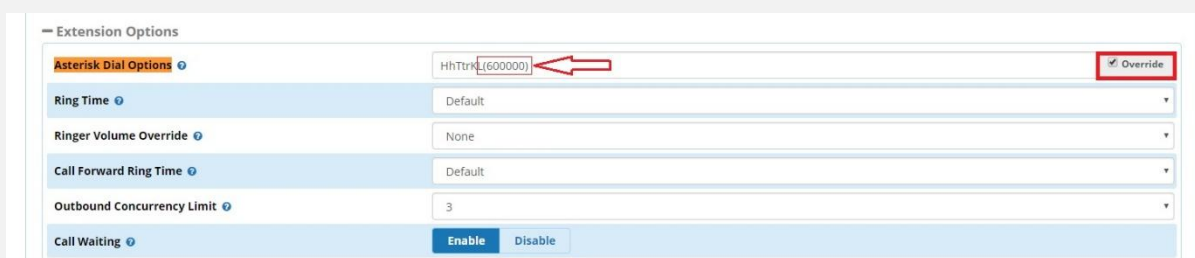 Extension Options
Asterisk Dial Options HhTtrKL(600000) Override
Ring Time Default
Ringer Volume Override None
Call Forward Ring Time Default
Outbound Concurrency Limit 3
Call Waiting Enable Disable